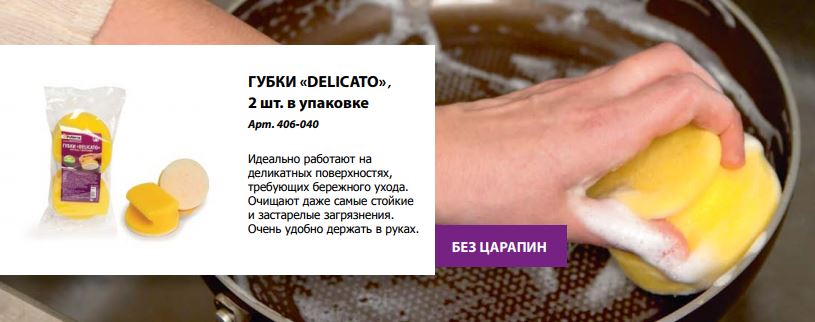 ГУБКИ «DELICATO»,
2 шт. в упаковке
Арт. 406-040
Идеально работают на
деликатных поверхностях,
требующих бережного ухода.
Очищают даже самые стойкие
и застарелые загрязнения.
Очень удобно держать в руках.
ГУБКИ «DELICATO»
БЕЗ ЦАРАПИН